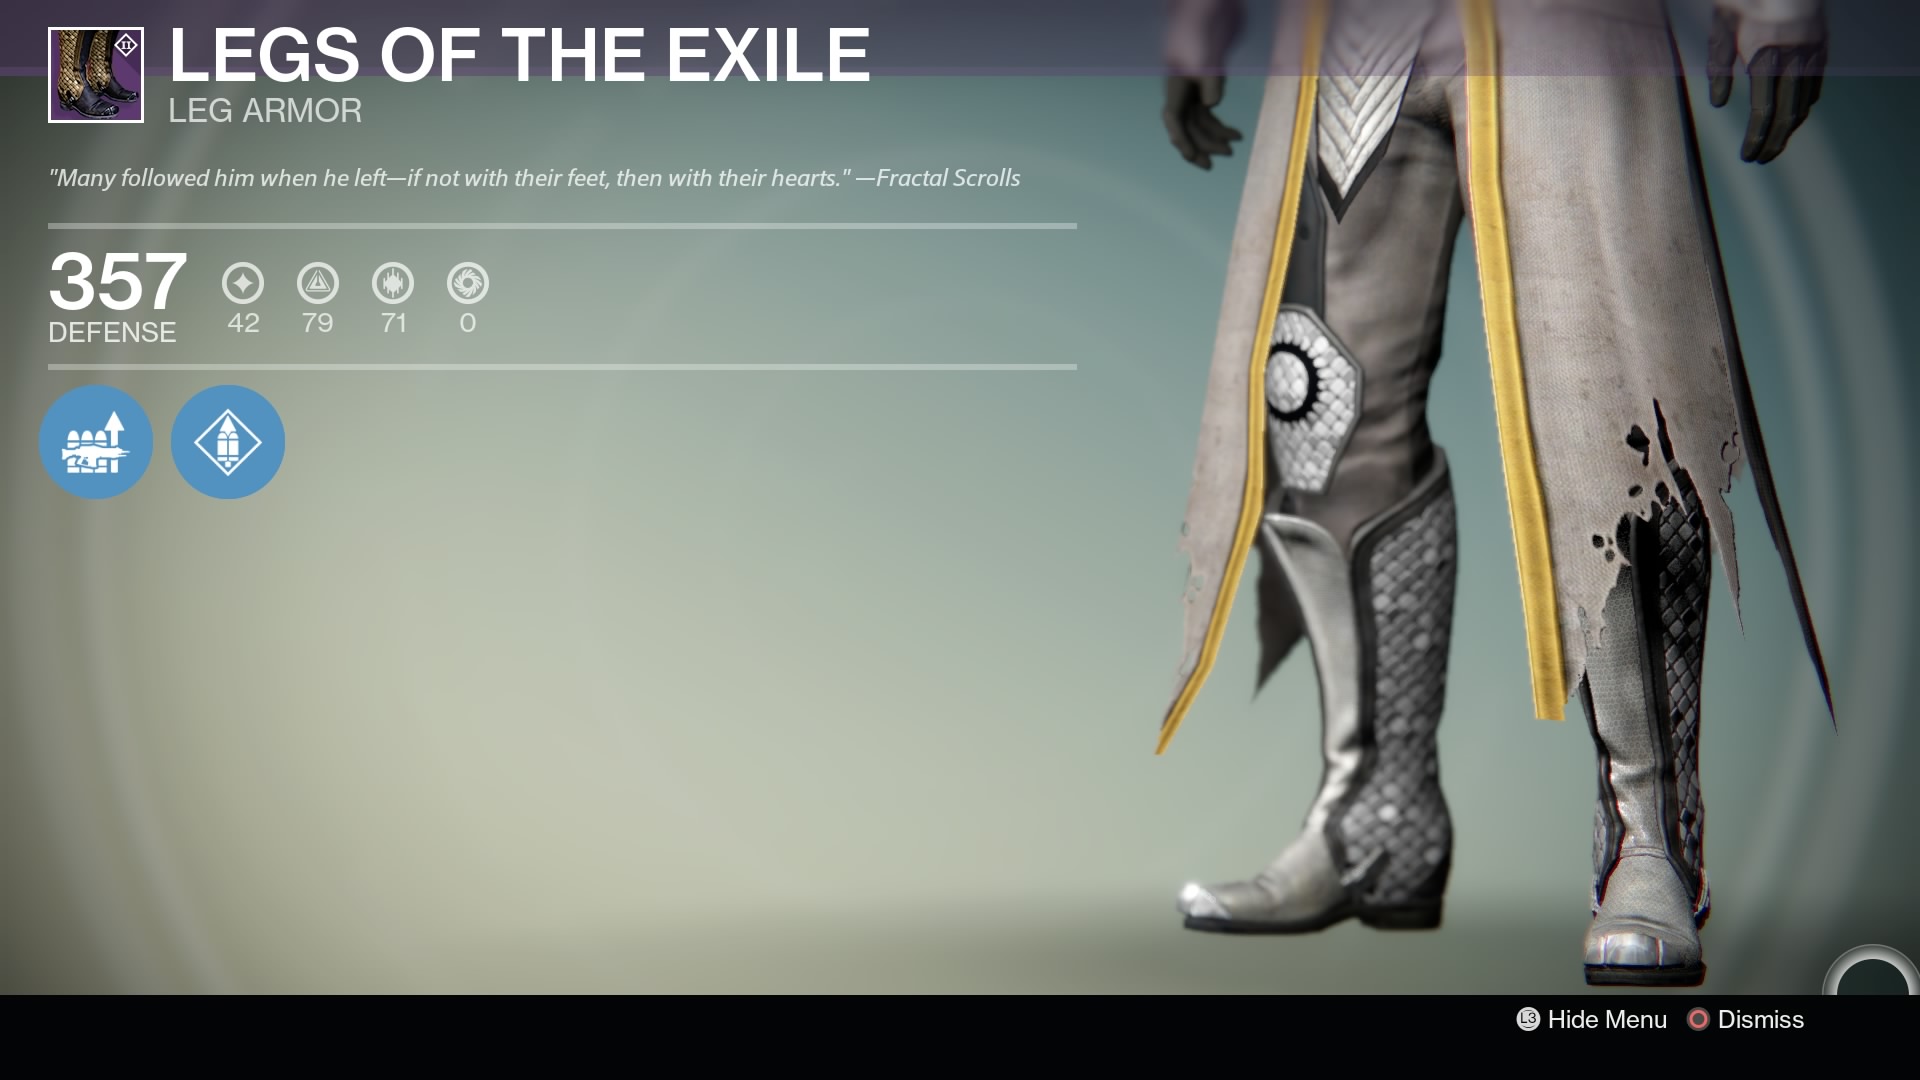 II
LEGS OF THE EXILE
LEG ARMOR
"Many followed him when he left—if not with their feet, then with their hearts." —Fractal Scrolls
357
DEFENSE
42 79 71 0
L3 Hide Menu Dismiss